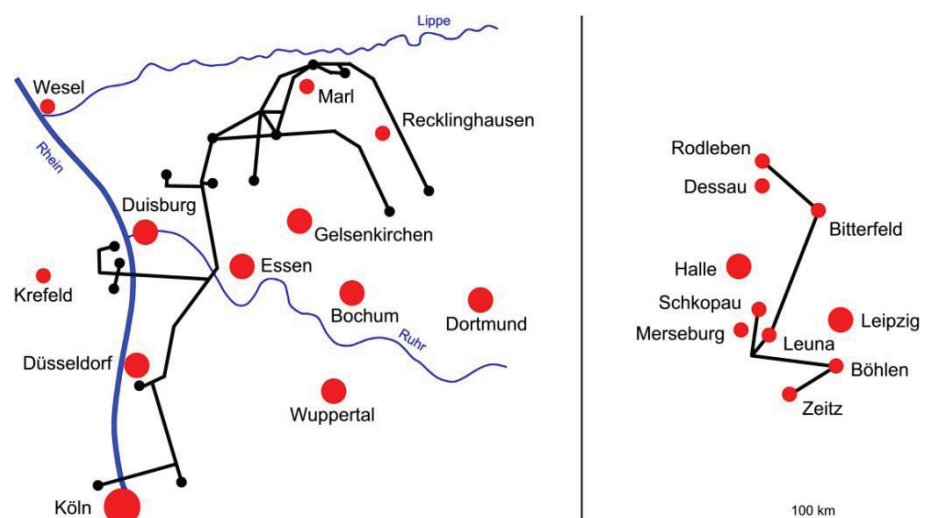 Lippe
Wesel
Marl
Recklinghausen
Rhein
Duisburg
Gelsenkirchen
Essen
Krefeld
Bochum
Dortmund
Ruhr
Düsseldorf
Wuppertal
Köln
Rodleben
Dessau
Bitterfeld
Halle
Schkopau
Leipzig
Merseburg
Leuna
Böhlen
Zeitz
100 km